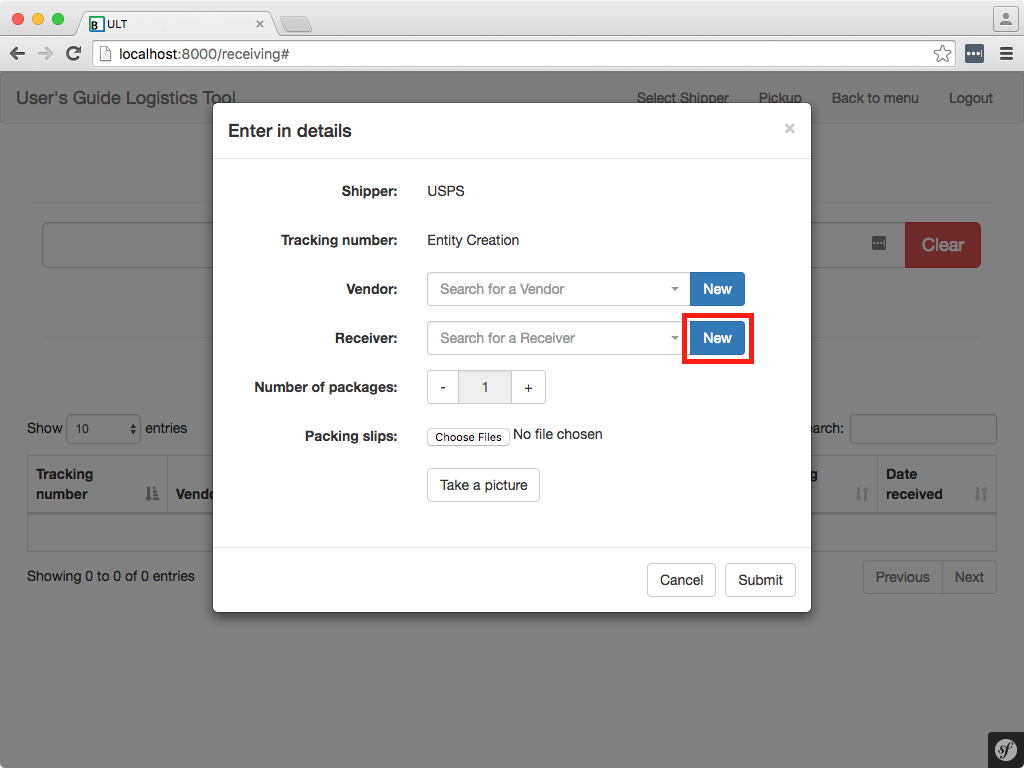 B ULT
localhost:8000/receiving#
User's Guide Logistics Tool Select Shipper Pickup Back to menu Logout
Enter in details ×
Shipper: USPS
Tracking number: Entity Creation
Clear
Vendor: Search for a Vendor New
Receiver: Search for a Receiver New
Number of packages: - 1 +
Show 10 entries
Packing slips: Choose Files No file chosen
Take a picture
Tracking number
Date received
Showing 0 to 0 of 0 entries
Previous Next
Cancel Submit
sf